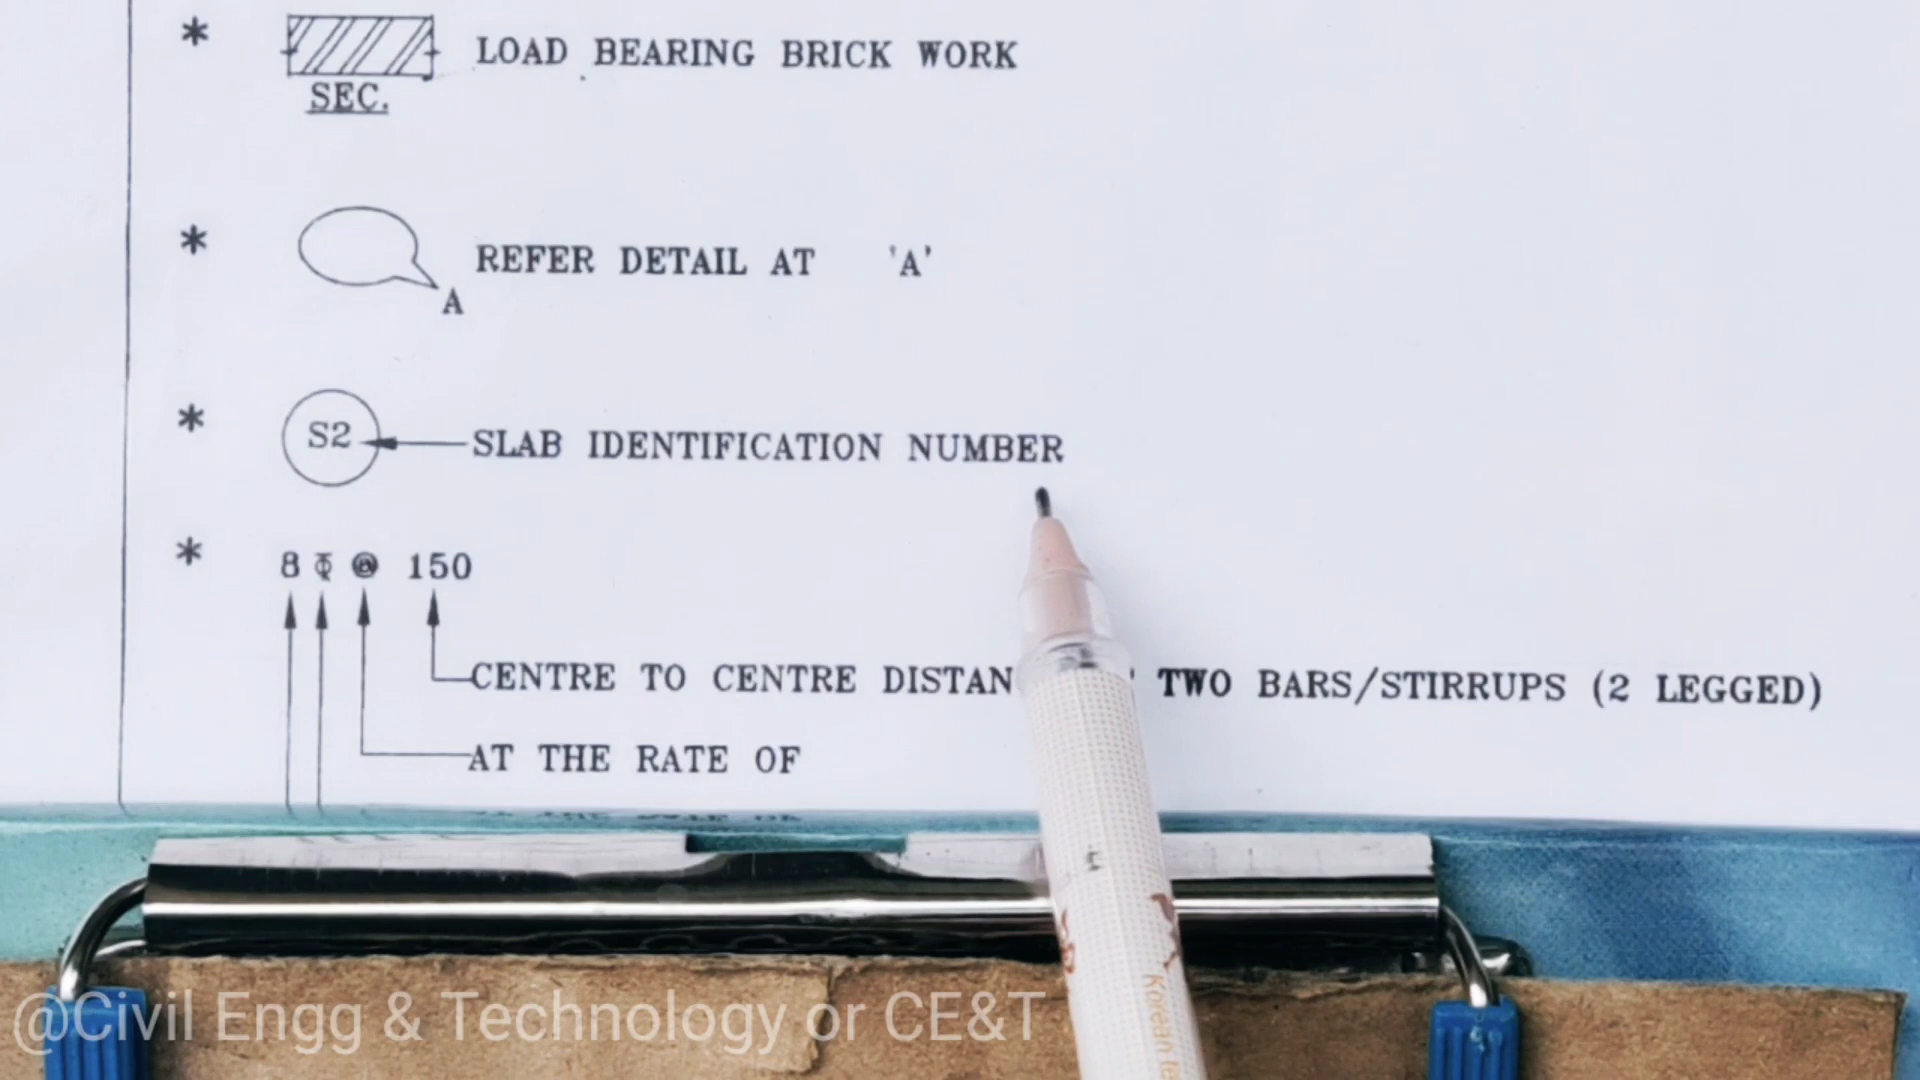 * LOAD BEARING BRICK WORK
SEC.
* REFER DETAIL AT 'A'
A
* S2 SLAB IDENTIFICATION NUMBER
* 8 Φ @ 150
CENTRE TO CENTRE TWO BARS/STIRRUPS (2 LEGGED)
AT THE RATE OF
@Civil Engg & Technology or CE&T
Korean